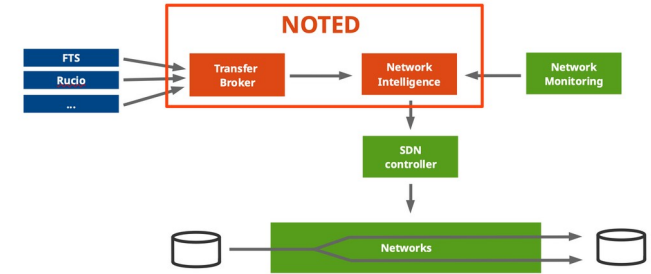 NOTED
FTS
Rucio
...
Transfer
Broker
Network
Intelligence
Network
Monitoring
SDN
controller
Networks